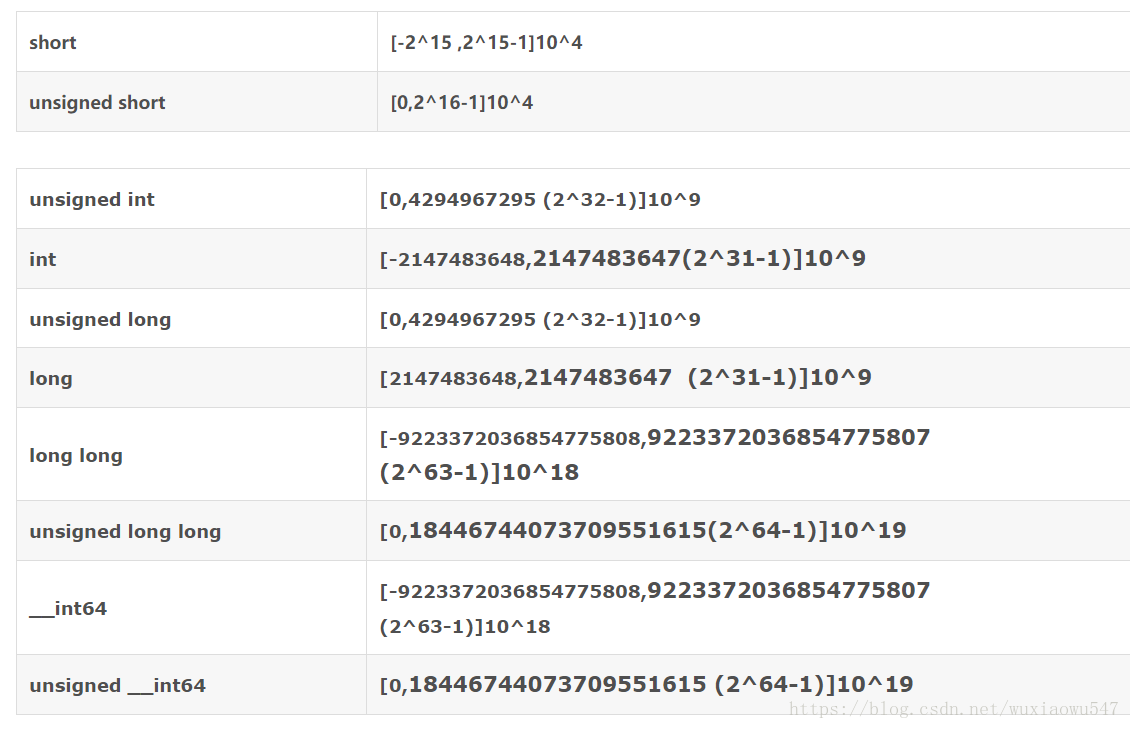 short
[-2^15 ,2^15-1]10^4
unsigned short
[0,2^16-1]10^4
unsigned int
[0,4294967295 (2^32-1)]10^9
int
[-2147483648,2147483647(2^31-1)]10^9
unsigned long
[0,4294967295 (2^32-1)]10^9
long
[2147483648,2147483647  (2^31-1)]10^9
long long
[-9223372036854775808,9223372036854775807
(2^63-1)]10^18
unsigned long long
[0,18446744073709551615(2^64-1)]10^19
__int64
[-9223372036854775808,9223372036854775807
(2^63-1)]10^18
unsigned __int64
[0,18446744073709551615 (2^64-1)]10^19
https://blog.csdn.net/wuxiaowu547